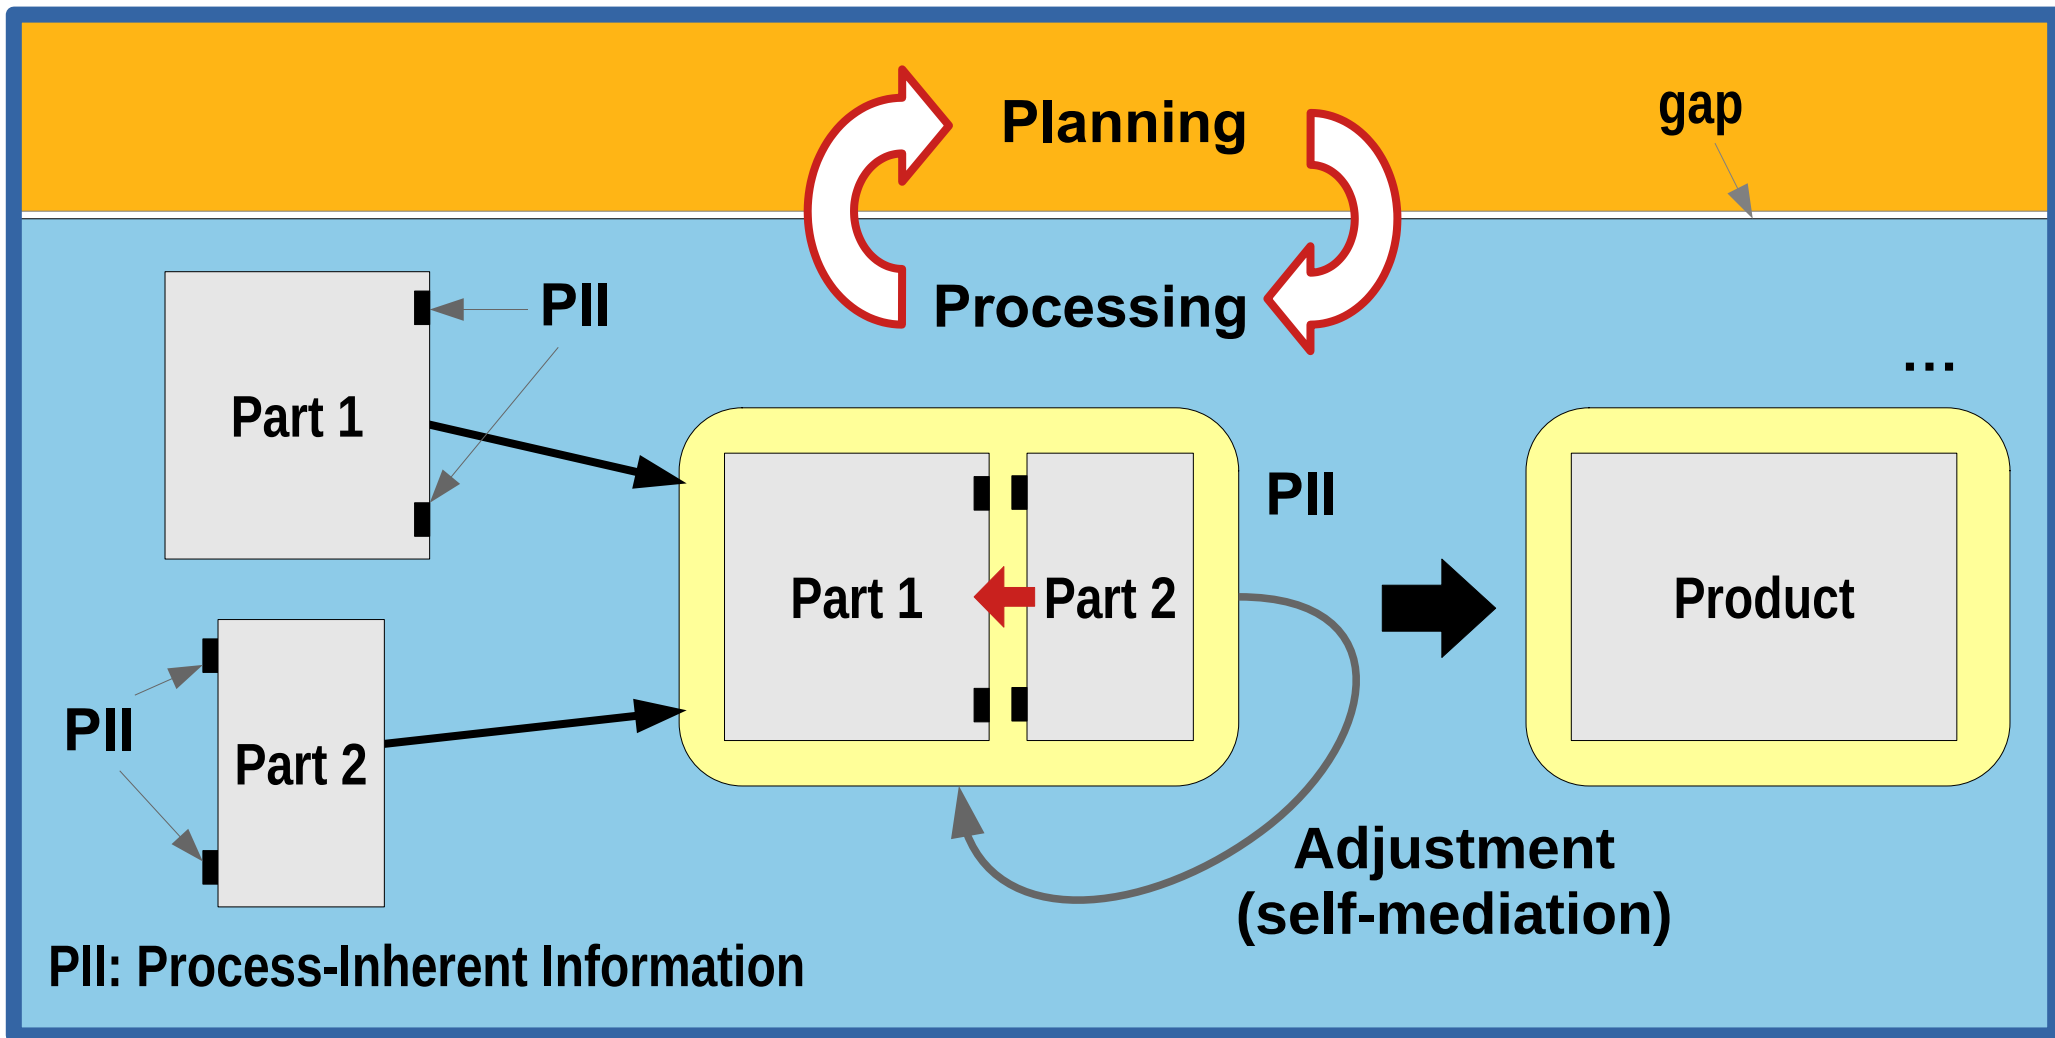 Planning
gap
Processing
PII
Part 1
...
PII
Part 1
Part 2
Product
PII
Part 2
Adjustment
(self-mediation)
PII: Process-Inherent Information